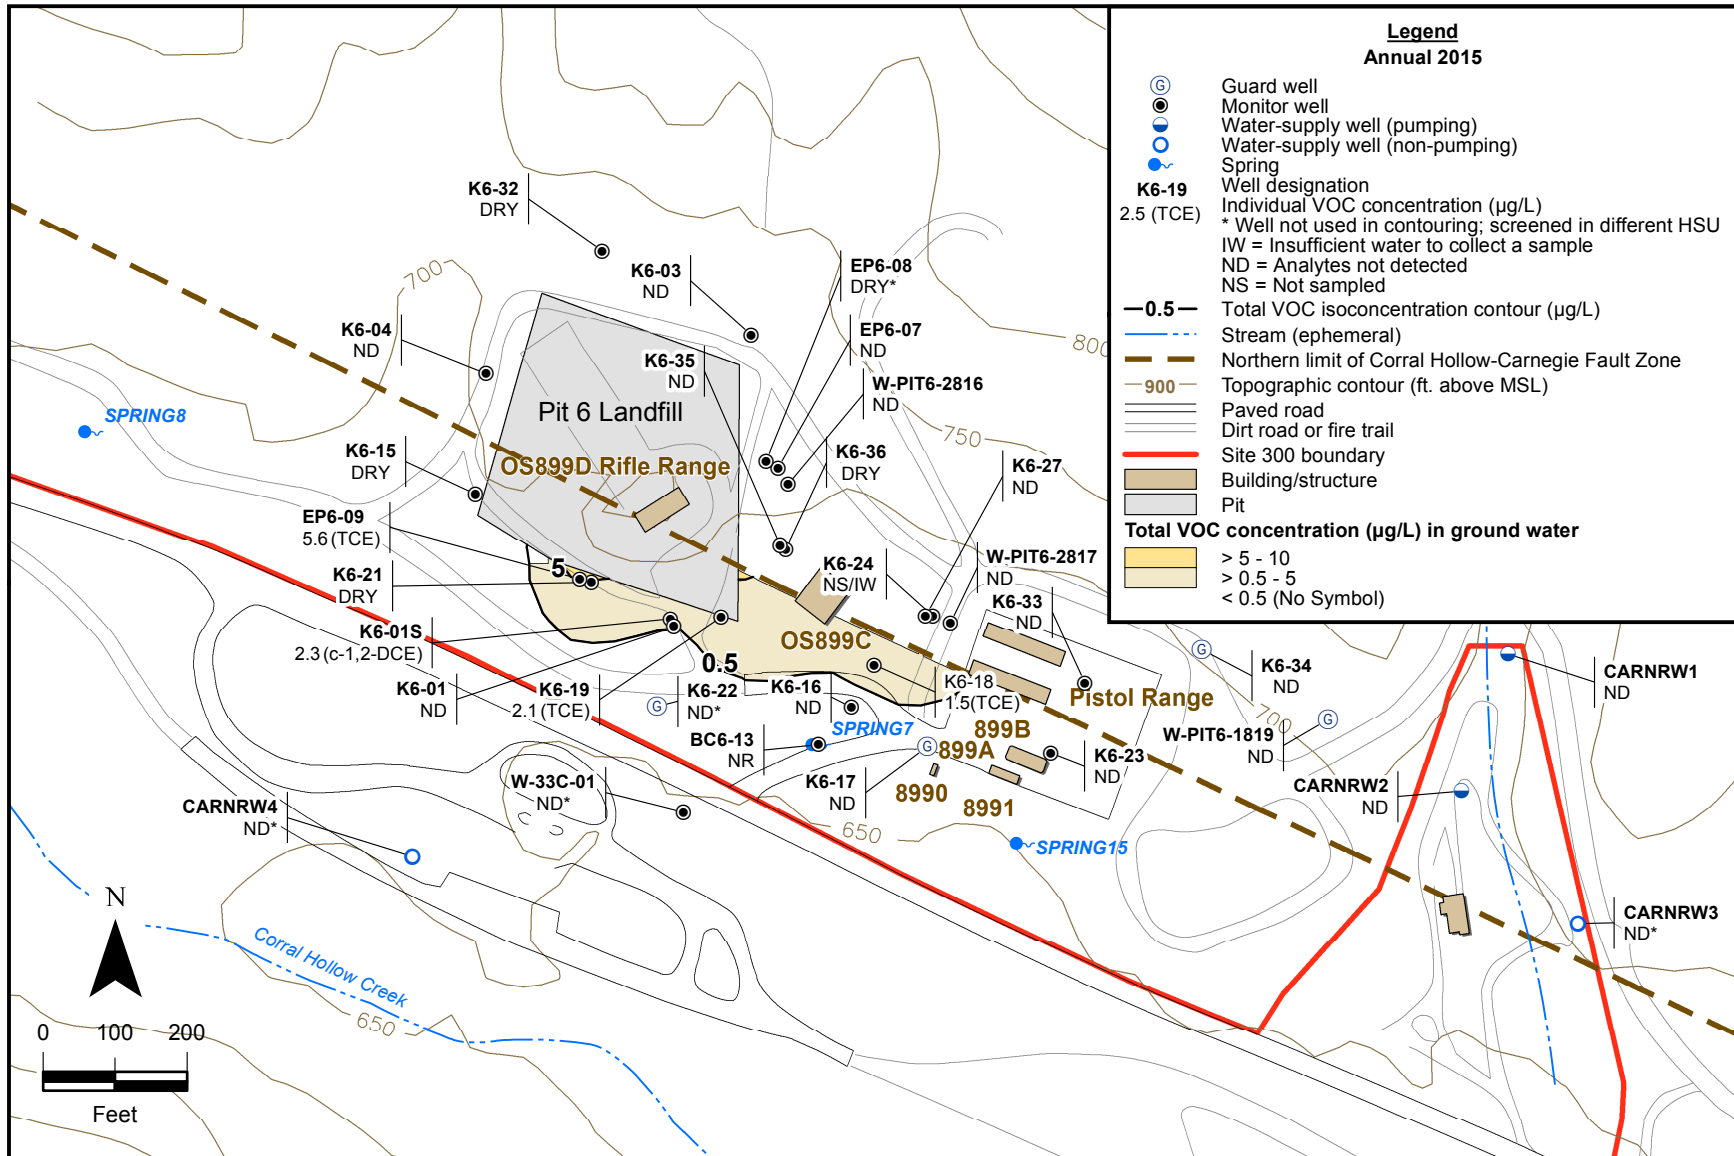 Legend
Annual 2015
G
Guard well
Monitor well
Water-supply well (pumping)
Water-supply well (non-pumping)
Spring
K6-19
Well designation
2.5 (TCE)
Individual VOC concentration (µg/L)
* Well not used in contouring; screened in different HSU
IW = Insufficient water to collect a sample
ND = Analytes not detected
NS = Not sampled
0.5
Total VOC isoconcentration contour (µg/L)
Stream (ephemeral)
Northern limit of Corral Hollow-Carnegie Fault Zone
900
Topographic contour (ft. above MSL)
Paved road
Dirt road or fire trail
Site 300 boundary
Building/structure
Pit
Total VOC concentration (µg/L) in ground water
> 5 - 10
> 0.5 - 5
< 0.5 (No Symbol)
K6-32
DRY
K6-03
ND
EP6-08
DRY*
700
K6-04
ND
EP6-07
ND
K6-35
ND
800
W-PIT6-2816
ND
Pit 6 Landfill
SPRING8
750
K6-15
DRY
OS899D Rifle Range
K6-36
DRY
K6-27
ND
EP6-09
5.6 (TCE)
5
K6-21
DRY
K6-24
NS/IW
W-PIT6-2817
ND
K6-33
ND
K6-01S
2.3 (c-1,2-DCE)
OS899C
0.5
G
K6-34
ND
CARNRW1
ND
K6-01
ND
K6-19
2.1 (TCE)
G
K6-22
ND*
K6-16
ND
K6-18
1.5(TCE)
Pistol Range
700
G
W-PIT6-1819
ND
SPRING7
BC6-13
NR
899B
899A
G
K6-23
ND
K6-17
ND
8990
8991
CARNRW2
ND
W-33C-01
ND*
CARNRW4
ND*
650
SPRING15
CARNRW3
ND*
N
Corral Hollow Creek
650
0 100 200
Feet